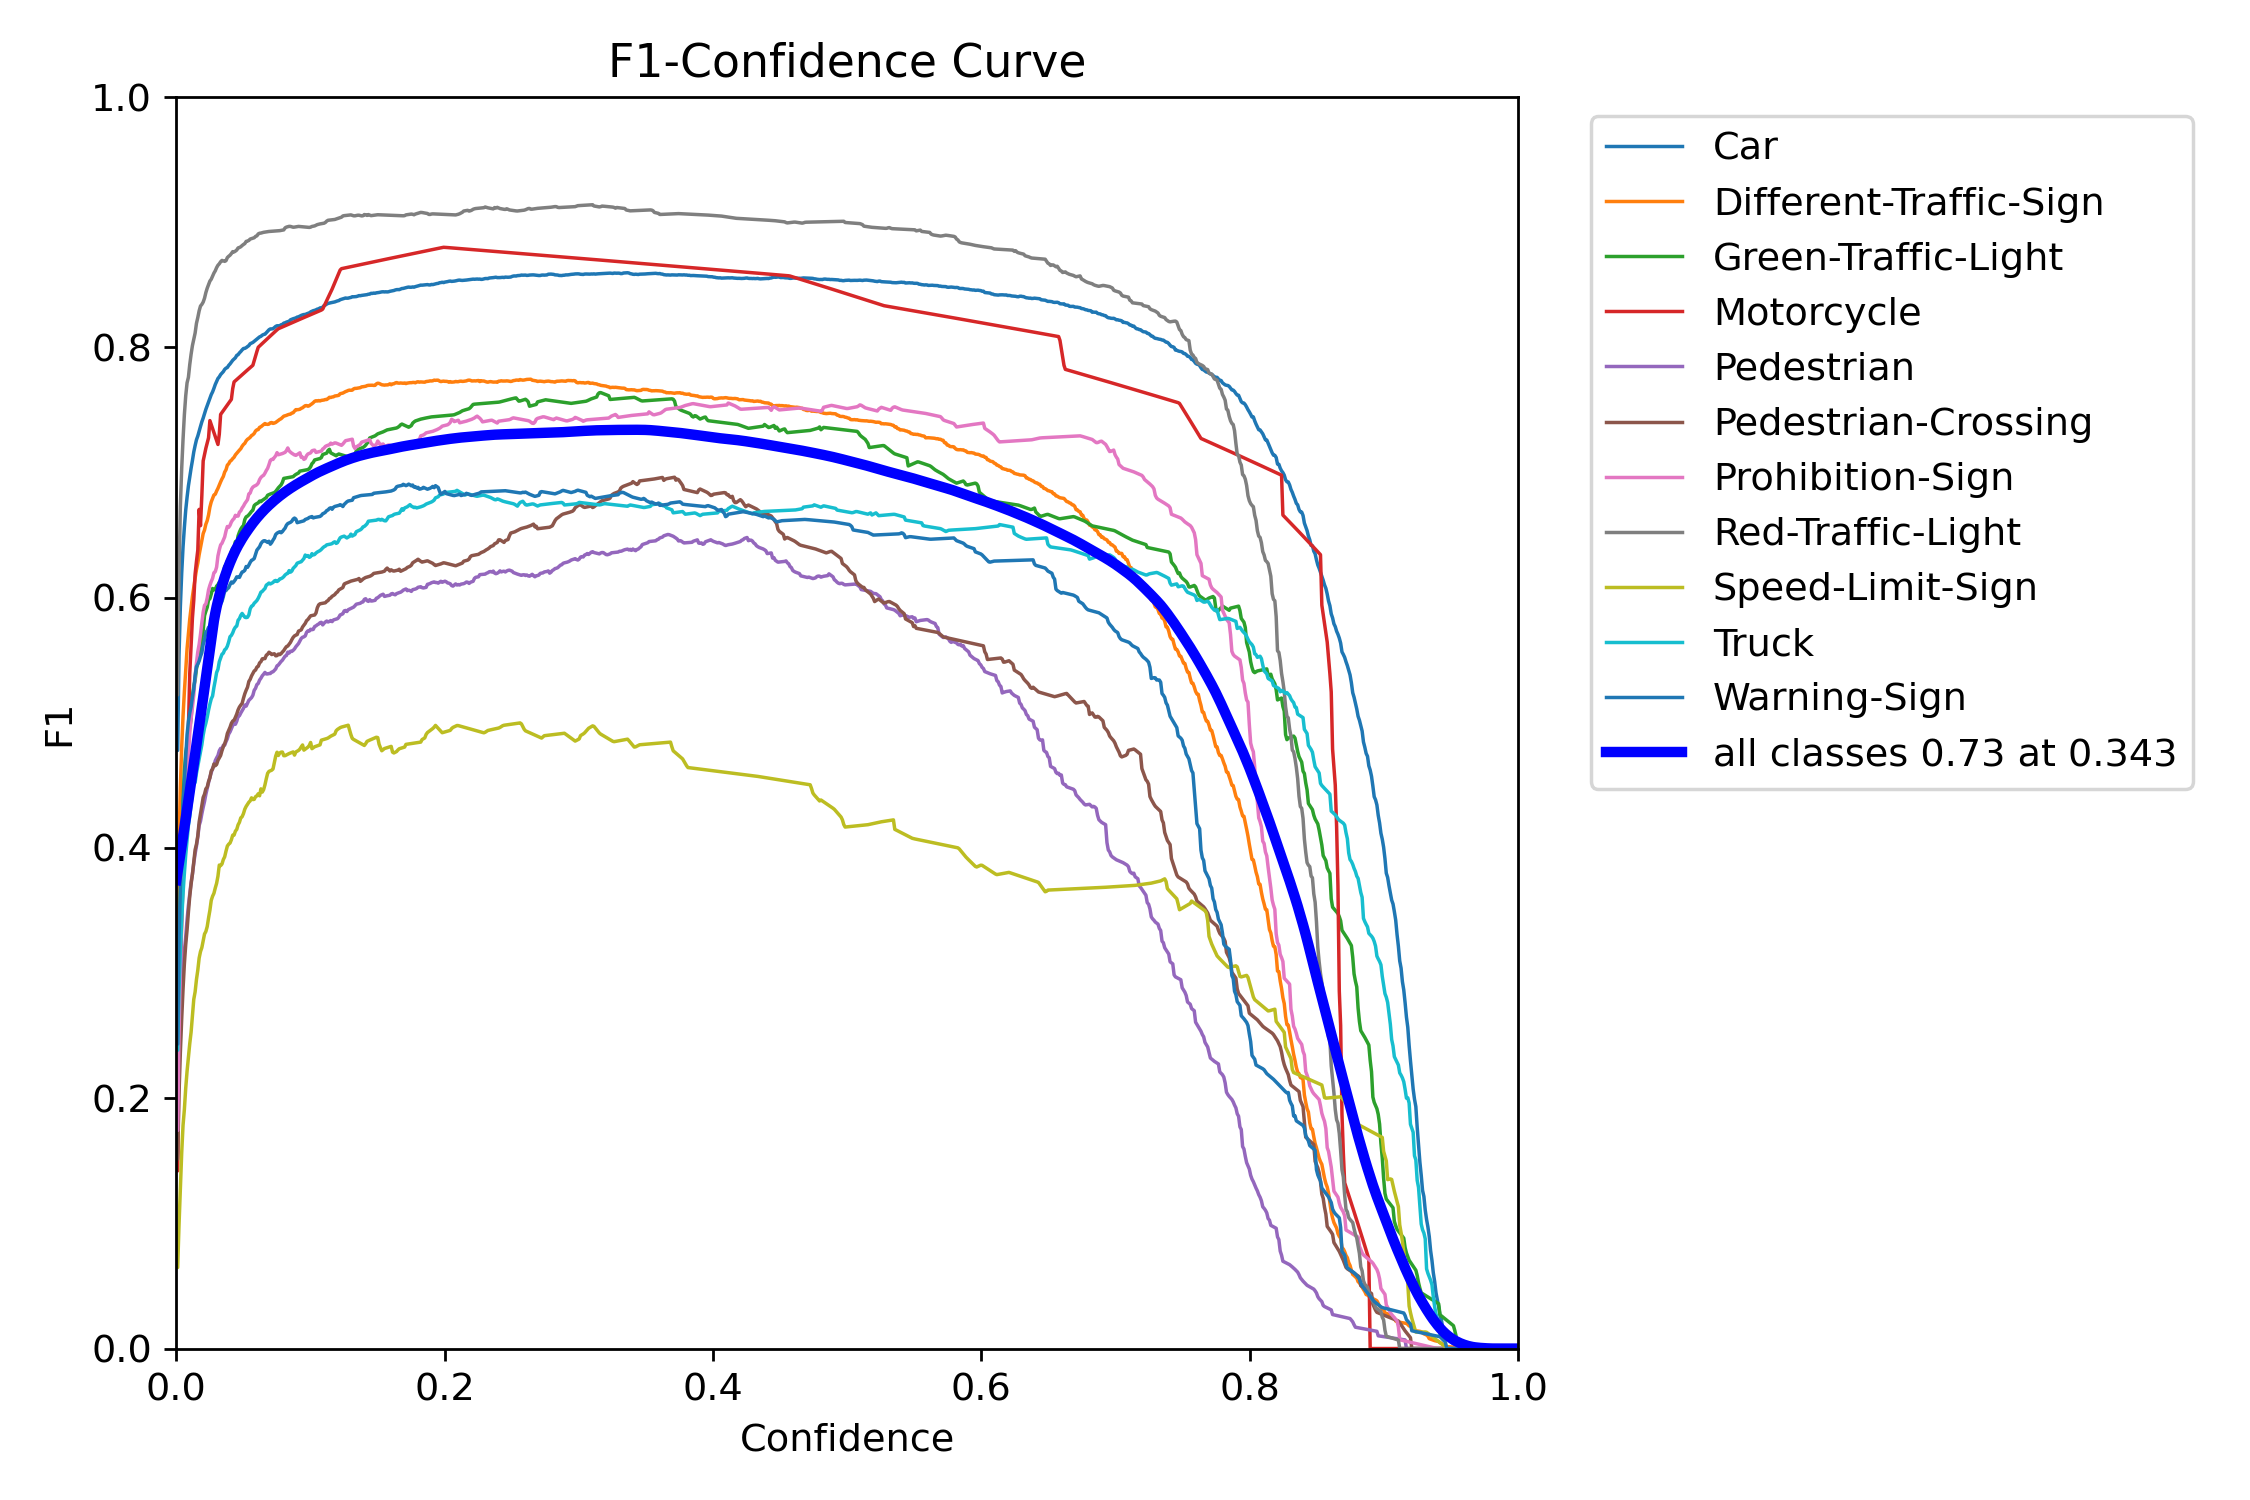 F1-Confidence Curve
1.0
0.8
0.6
0.4
0.2
0.0
F1
0.0 0.2 0.4 0.6 0.8 1.0
Confidence
Car
Different-Traffic-Sign
Green-Traffic-Light
Motorcycle
Pedestrian
Pedestrian-Crossing
Prohibition-Sign
Red-Traffic-Light
Speed-Limit-Sign
Truck
Warning-Sign
all classes 0.73 at 0.343